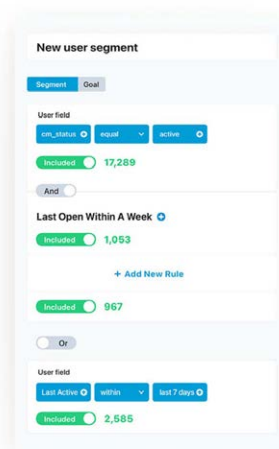 New user segment
Segment Goal
User field
cm_status equal active
Included 17,289
And
Last Open Within A Week
Included 1,053
+ Add New Rule
Included 967
Or
User field
Last Active within last 7 days
Included 2,585